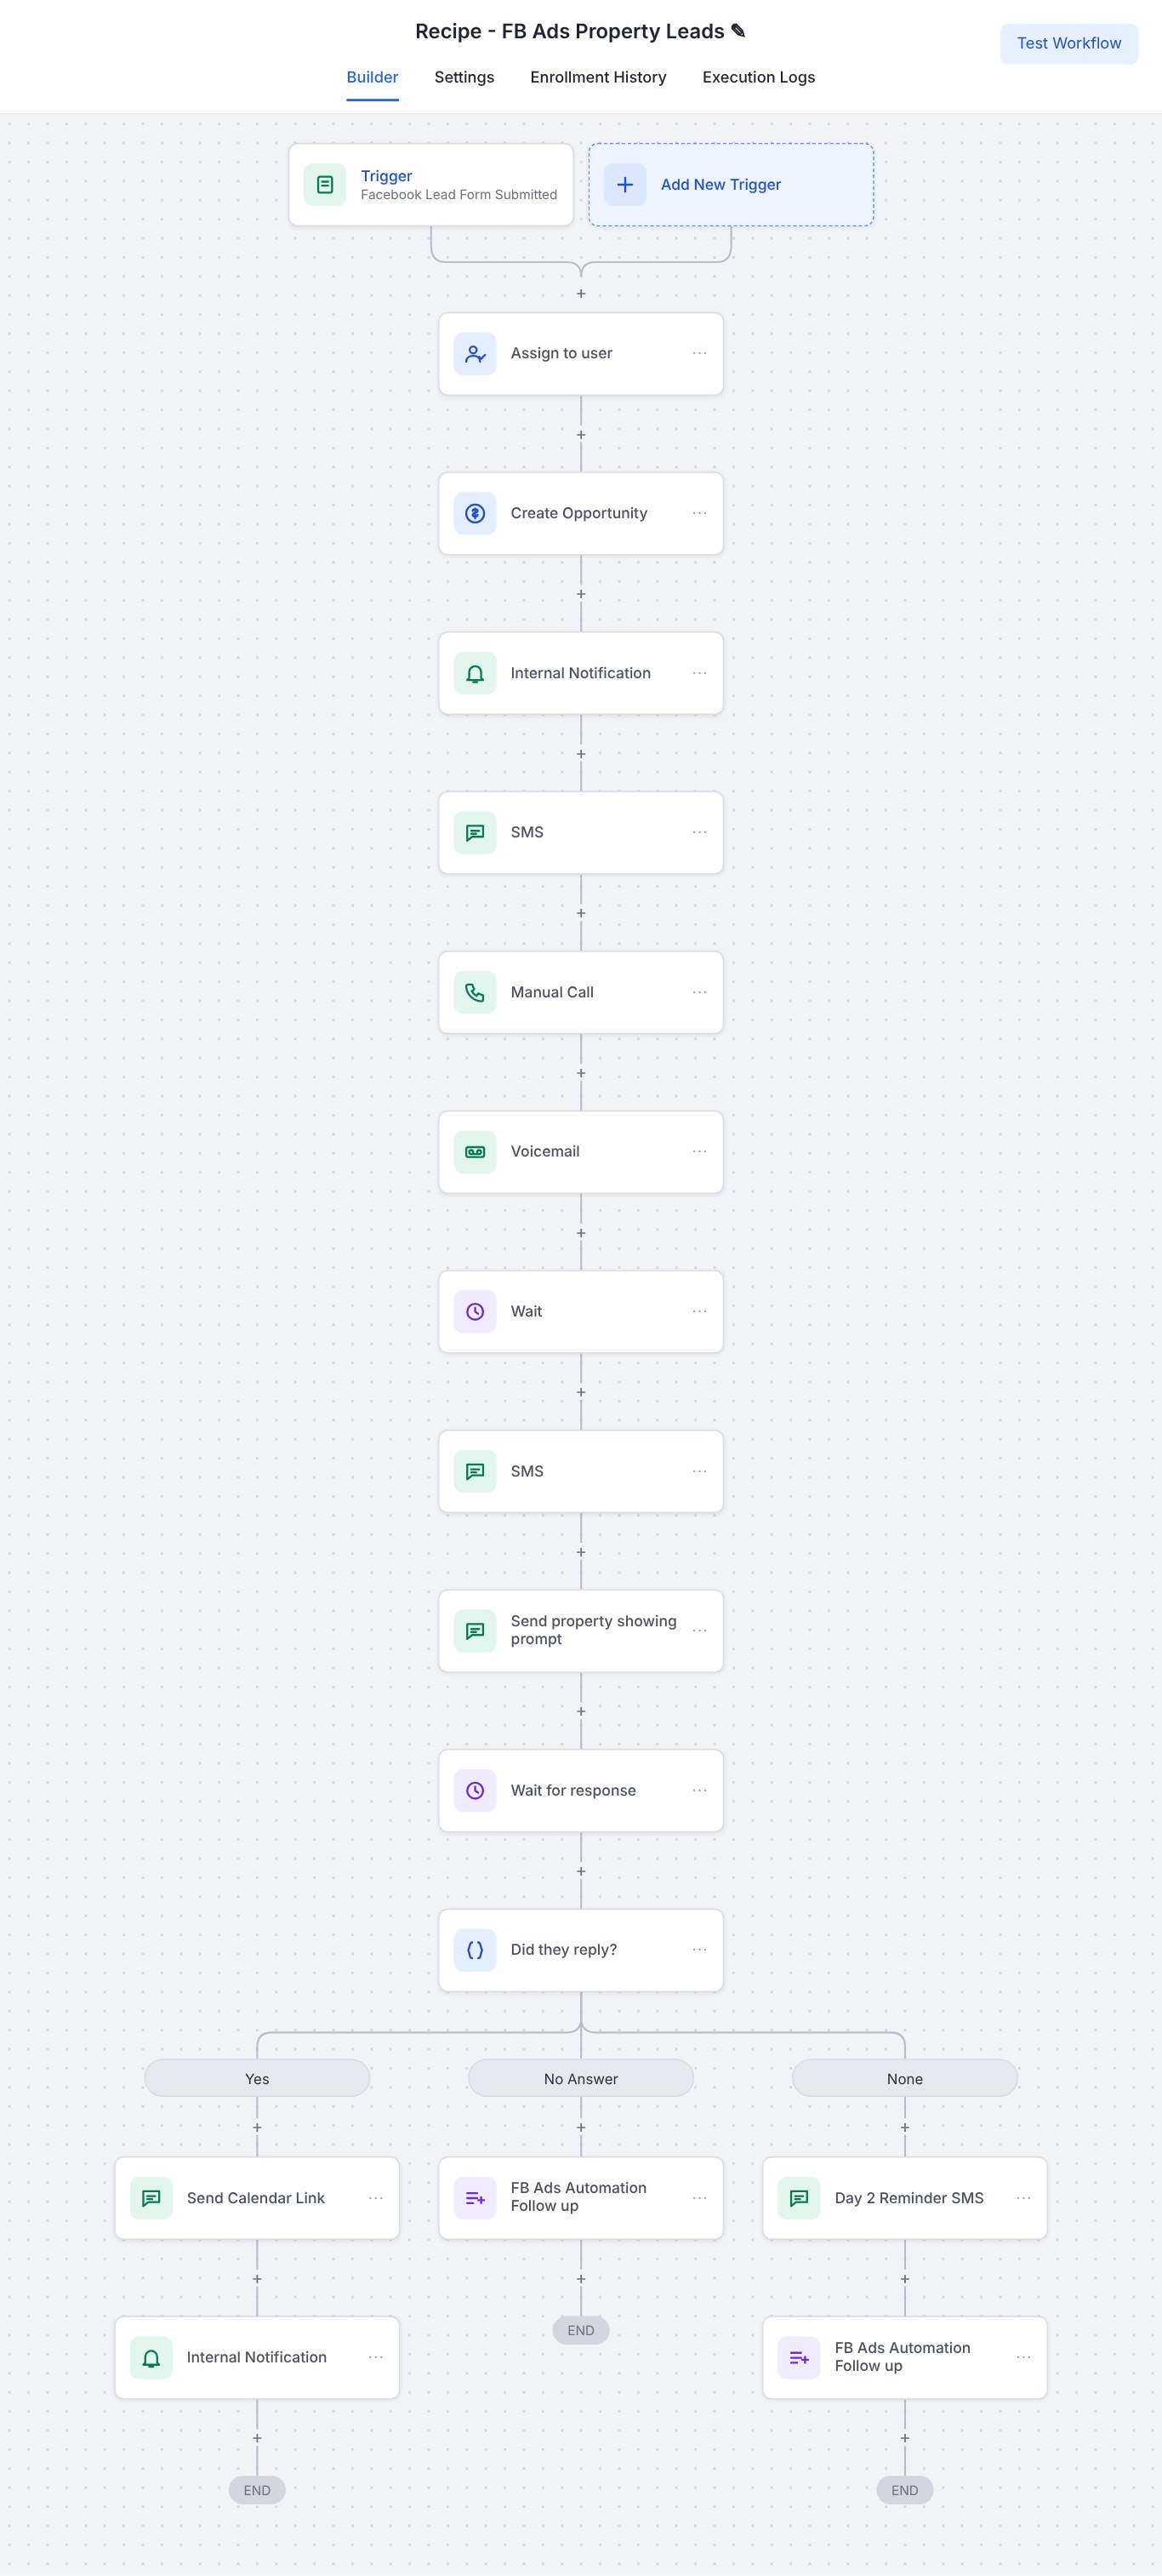 Recipe - FB Ads Property Leads ✎
Test Workflow
Builder
Settings
Enrollment History
Execution Logs
Trigger
Facebook Lead Form Submitted
Add New Trigger
Assign to user
Create Opportunity
Internal Notification
SMS
Manual Call
Voicemail
Wait
SMS
Send property showing
prompt
Wait for response
Did they reply?
Yes
No Answer
None
Send Calendar Link
FB Ads Automation
Follow up
Day 2 Reminder SMS
Internal Notification
END
FB Ads Automation
Follow up
END
END